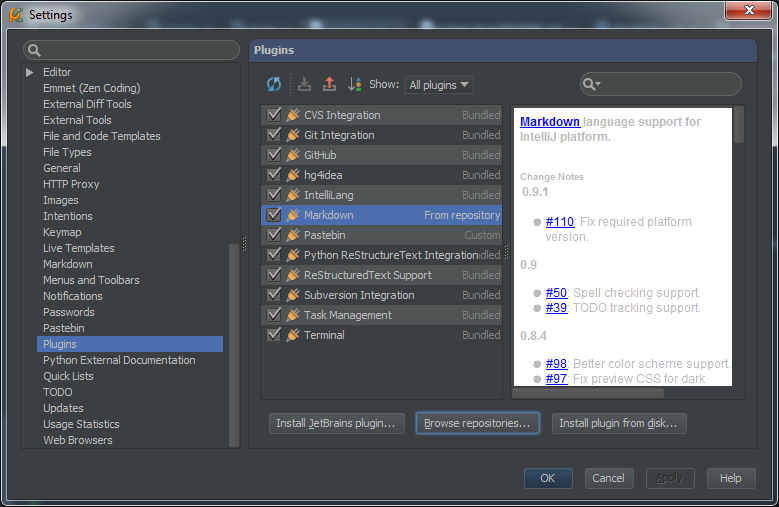 Settings
Editor
Emmet (Zen Coding)
External Diff Tools
External Tools
File and Code Templates
File Types
General
HTTP Proxy
Images
Intentions
Keymap
Live Templates
Markdown
Menus and Toolbars
Notifications
Passwords
Pastebin
Plugins
Python External Documentation
Quick Lists
TODO
Updates
Usage Statistics
Web Browsers
Plugins
Show: All plugins
CVS Integration Bundled
Git Integration Bundled
GitHub Bundled
hg4idea Bundled
IntelliLang Bundled
Markdown From repository
Pastebin Custom
Python ReStructureText Integration dled
ReStructuredText Support Bundled
Subversion Integration Bundled
Task Management Bundled
Terminal Bundled
Markdown language support for
IntelliJ platform.
Change Notes
0.9.1
#110: Fix required platform
version.
0.9
#50: Spell checking support.
#39: TODO tracking support.
0.8.4
#98: Better color scheme support.
#97: Fix preview CSS for dark
Install JetBrains plugin... Browse repositories... Install plugin from disk...
OK Cancel Apply Help